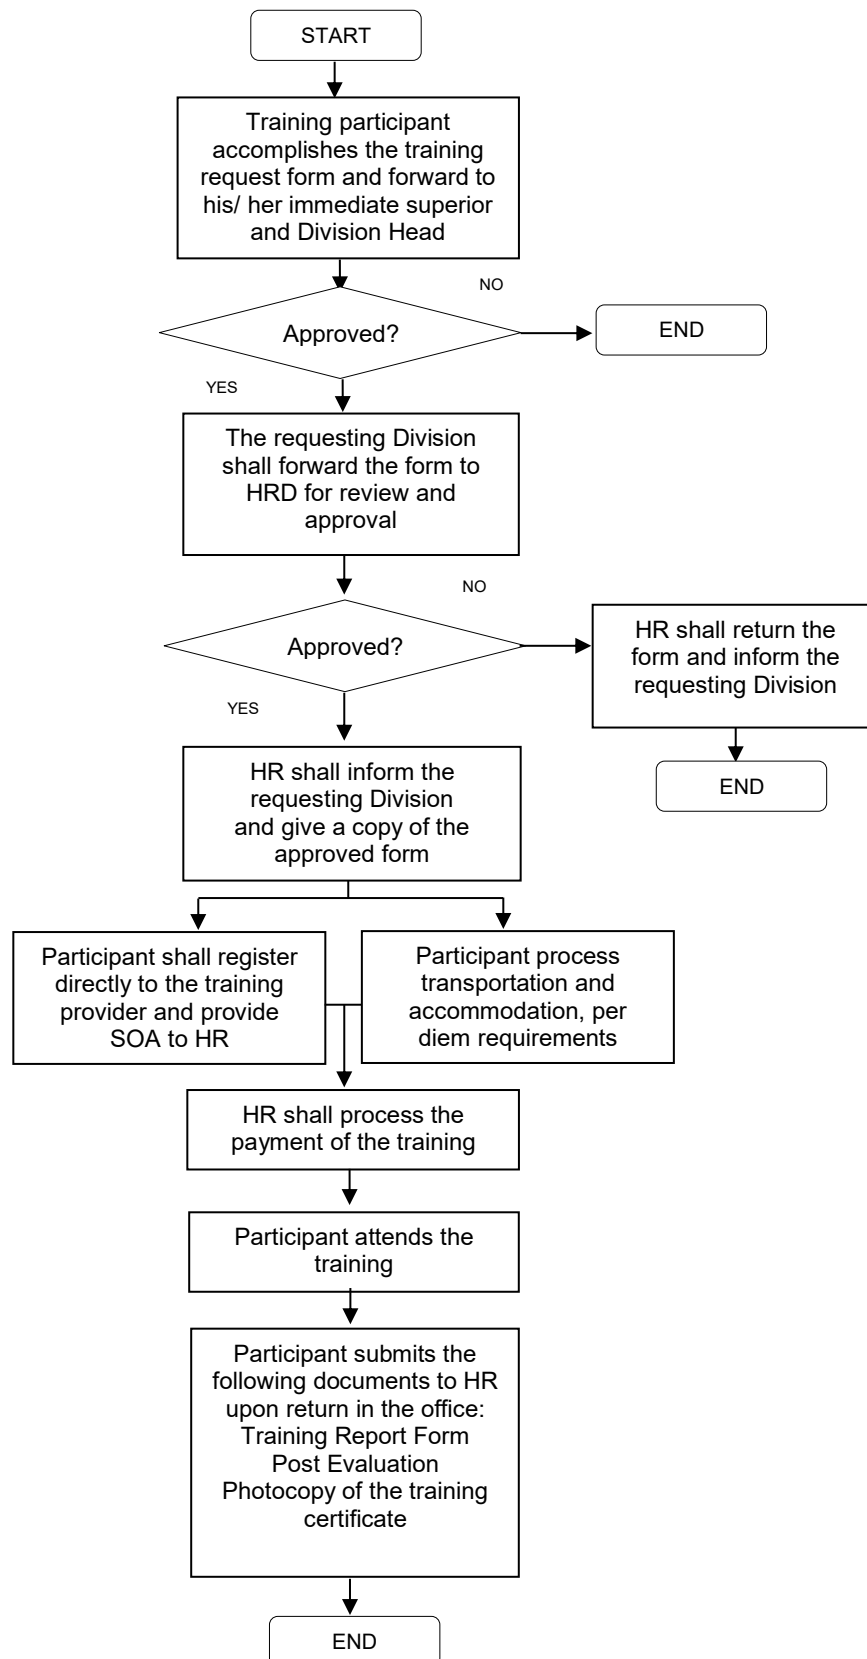 START
Training participant
accomplishes the training
request form and forward to
his/ her immediate superior
and Division Head
NO
Approved?
END
YES
The requesting Division
shall forward the form to
HRD for review and
approval
NO
Approved?
HR shall return the
form and inform the
requesting Division
YES
END
HR shall inform the
requesting Division
and give a copy of the
approved form
Participant shall register
directly to the training
provider and provide
SOA to HR
Participant process
transportation and
accommodation, per
diem requirements
HR shall process the
payment of the training
Participant attends the
training
Participant submits the
following documents to HR
upon return in the office:
Training Report Form
Post Evaluation
Photocopy of the training
certificate
END